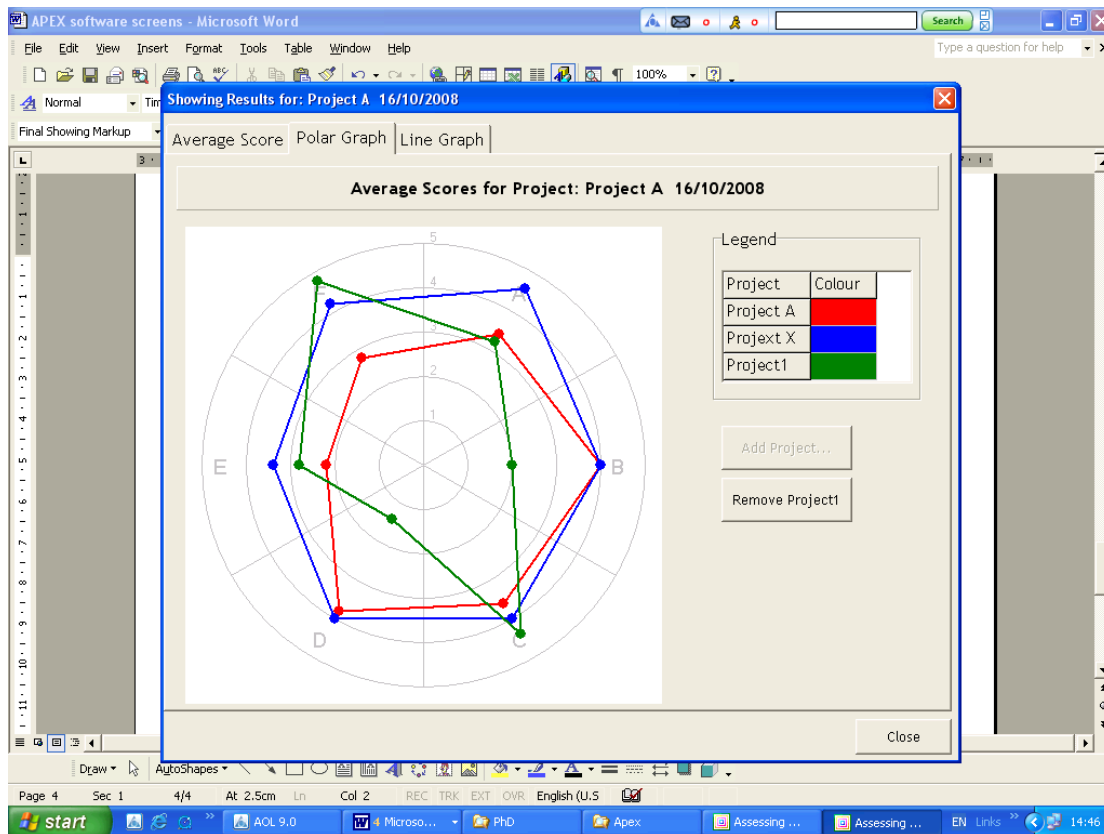 APEX software screens - Microsoft Word
Search
File Edit View Insert Format Tools Table Window Help
Type a question for help
100%
Normal
Tim
Final Showing Markup
Showing Results for: Project A 16/10/2008
Average Score Polar Graph Line Graph
Average Scores for Project: Project A 16/10/2008
5
4
3
2
1
F
A
E
B
D
C
Legend
Project Colour
Project A
Projext X
Project1
Add Project...
Remove Project1
Close
Draw AutoShapes
Page 4 Sec 1 4/4 At 2.5cm Ln Col 2 REC TRK EXT OVR English (U.S
start AOL 9.0 4 Microso... PhD Apex Assessing ... Assessing ... EN Links 14:46